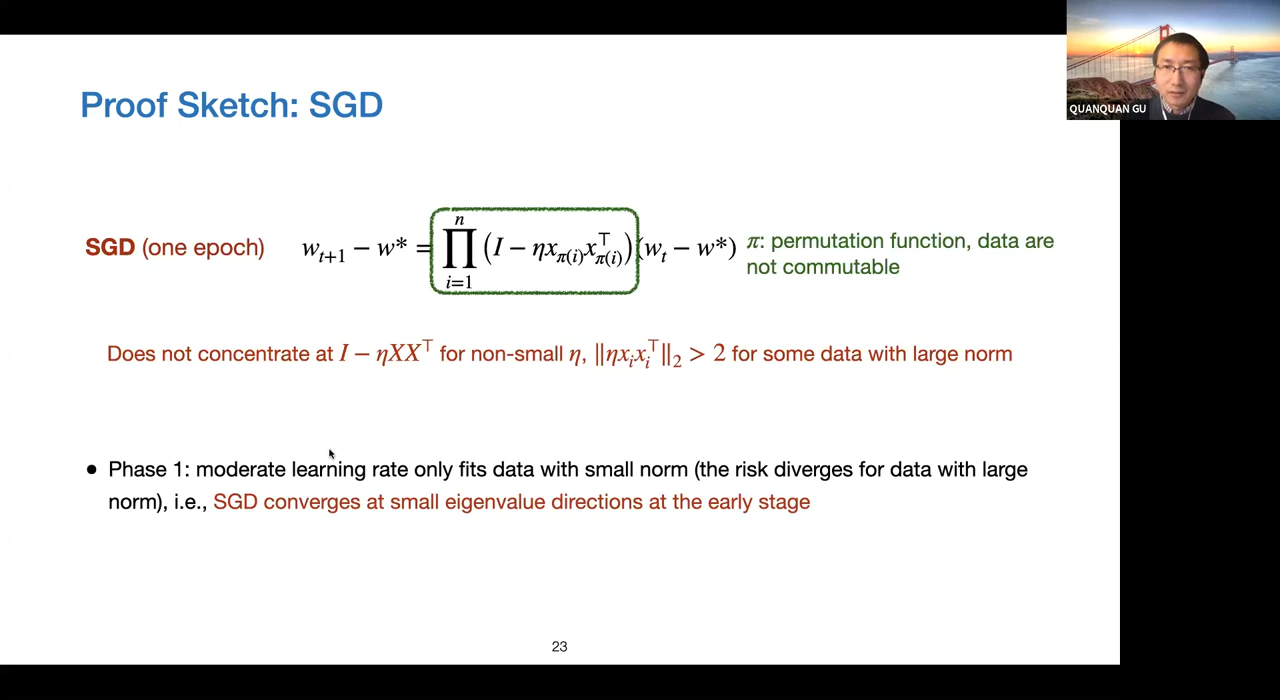 QUANQUAN GU
Proof Sketch: SGD
SGD (one epoch) w_{t+1} − w* = ∏_{i=1}^{n} (I − ηx_{π(i)}x_{π(i)}^⊤)(w_t − w*) π: permutation function, data are
not commutable
Does not concentrate at I − ηXX^⊤ for non-small η, ‖ηx_i x_i^⊤‖_2 > 2 for some data with large norm
● Phase 1: moderate learning rate only fits data with small norm (the risk diverges for data with large
norm), i.e., SGD converges at small eigenvalue directions at the early stage
23